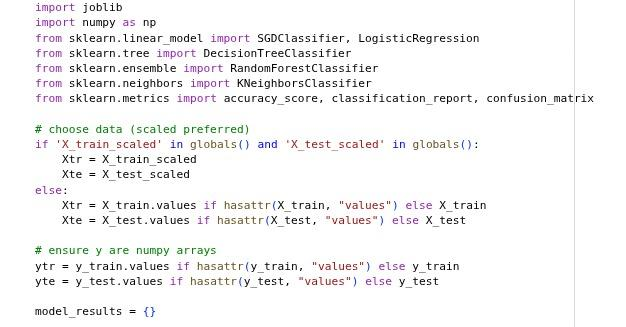 import joblib
import numpy as np
from sklearn.linear_model import SGDClassifier, LogisticRegression
from sklearn.tree import DecisionTreeClassifier
from sklearn.ensemble import RandomForestClassifier
from sklearn.neighbors import KNeighborsClassifier
from sklearn.metrics import accuracy_score, classification_report, confusion_matrix

# choose data (scaled preferred)
if 'X_train_scaled' in globals() and 'X_test_scaled' in globals():
    Xtr = X_train_scaled
    Xte = X_test_scaled
else:
    Xtr = X_train.values if hasattr(X_train, "values") else X_train
    Xte = X_test.values if hasattr(X_test, "values") else X_test

# ensure y are numpy arrays
ytr = y_train.values if hasattr(y_train, "values") else y_train
yte = y_test.values if hasattr(y_test, "values") else y_test

model_results = {}